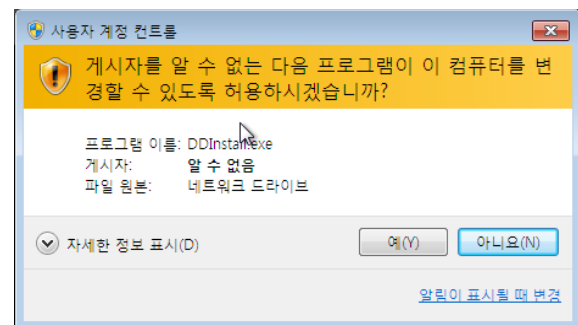 사용자 계정 컨트롤
게시자를 알 수 없는 다음 프로그램이 이 컴퓨터를 변
경할 수 있도록 허용하시겠습니까?
프로그램 이름: DDInstall.exe
게시자: 알 수 없음
파일 원본: 네트워크 드라이브
자세한 정보 표시(D)
예(Y) 아니요(N)
알림이 표시될 때 변경